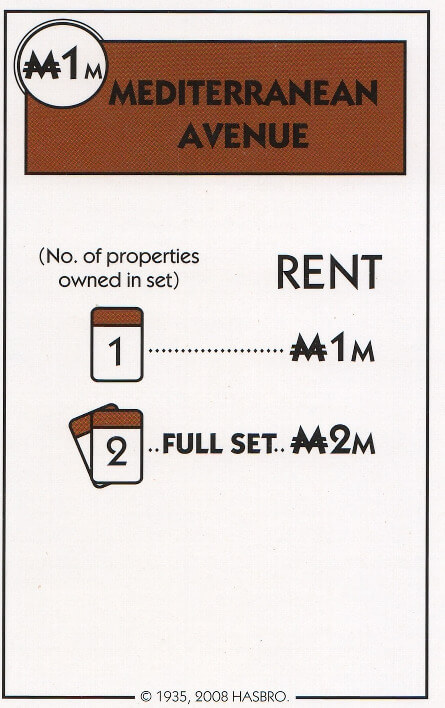 ₩1M
MEDITERRANEAN
AVENUE
(No. of properties
owned in set)
RENT
1 .................... ₩1M
2 ..FULL SET.. ₩2M
© 1935, 2008 HASBRO.